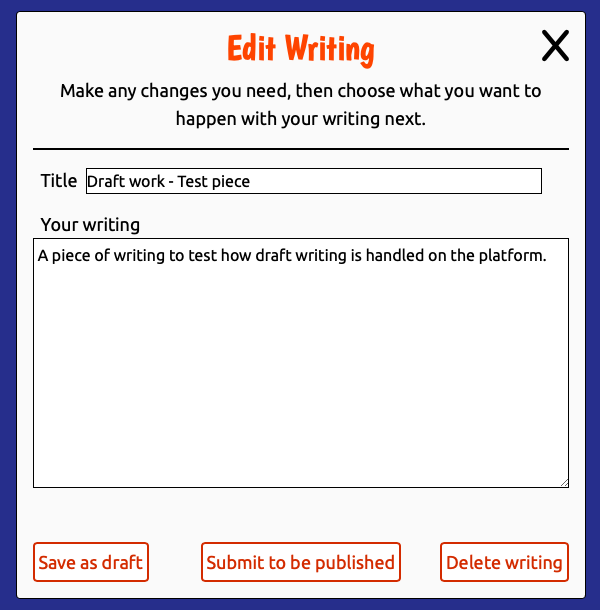 Edit Writing
Make any changes you need, then choose what you want to
happen with your writing next.
Title Draft work - Test piece
Your writing
A piece of writing to test how draft writing is handled on the platform.
Save as draft Submit to be published Delete writing